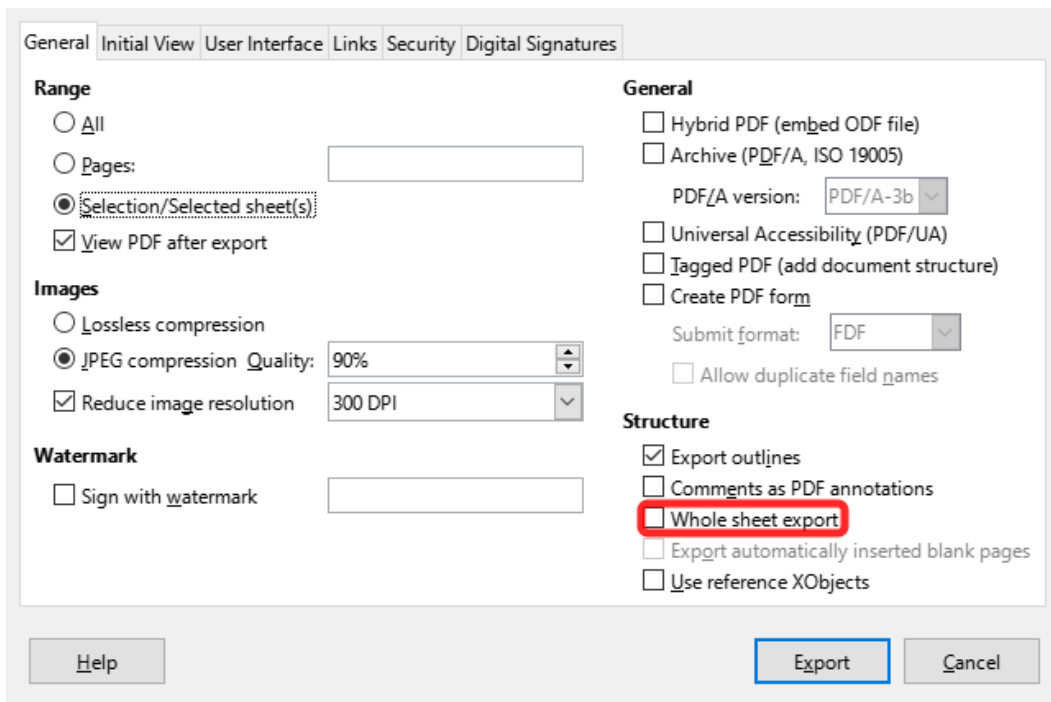 General Initial View User Interface Links Security Digital Signatures
Range
All
Pages:
Selection/Selected sheet(s)
View PDF after export
Images
Lossless compression
JPEG compression Quality: 90%
Reduce image resolution 300 DPI
Watermark
Sign with watermark
General
Hybrid PDF (embed ODF file)
Archive (PDF/A, ISO 19005)
PDF/A version: PDF/A-3b
Universal Accessibility (PDF/UA)
Tagged PDF (add document structure)
Create PDF form
Submit format: FDF
Allow duplicate field names
Structure
Export outlines
Comments as PDF annotations
Whole sheet export
Export automatically inserted blank pages
Use reference XObjects
Help Export Cancel